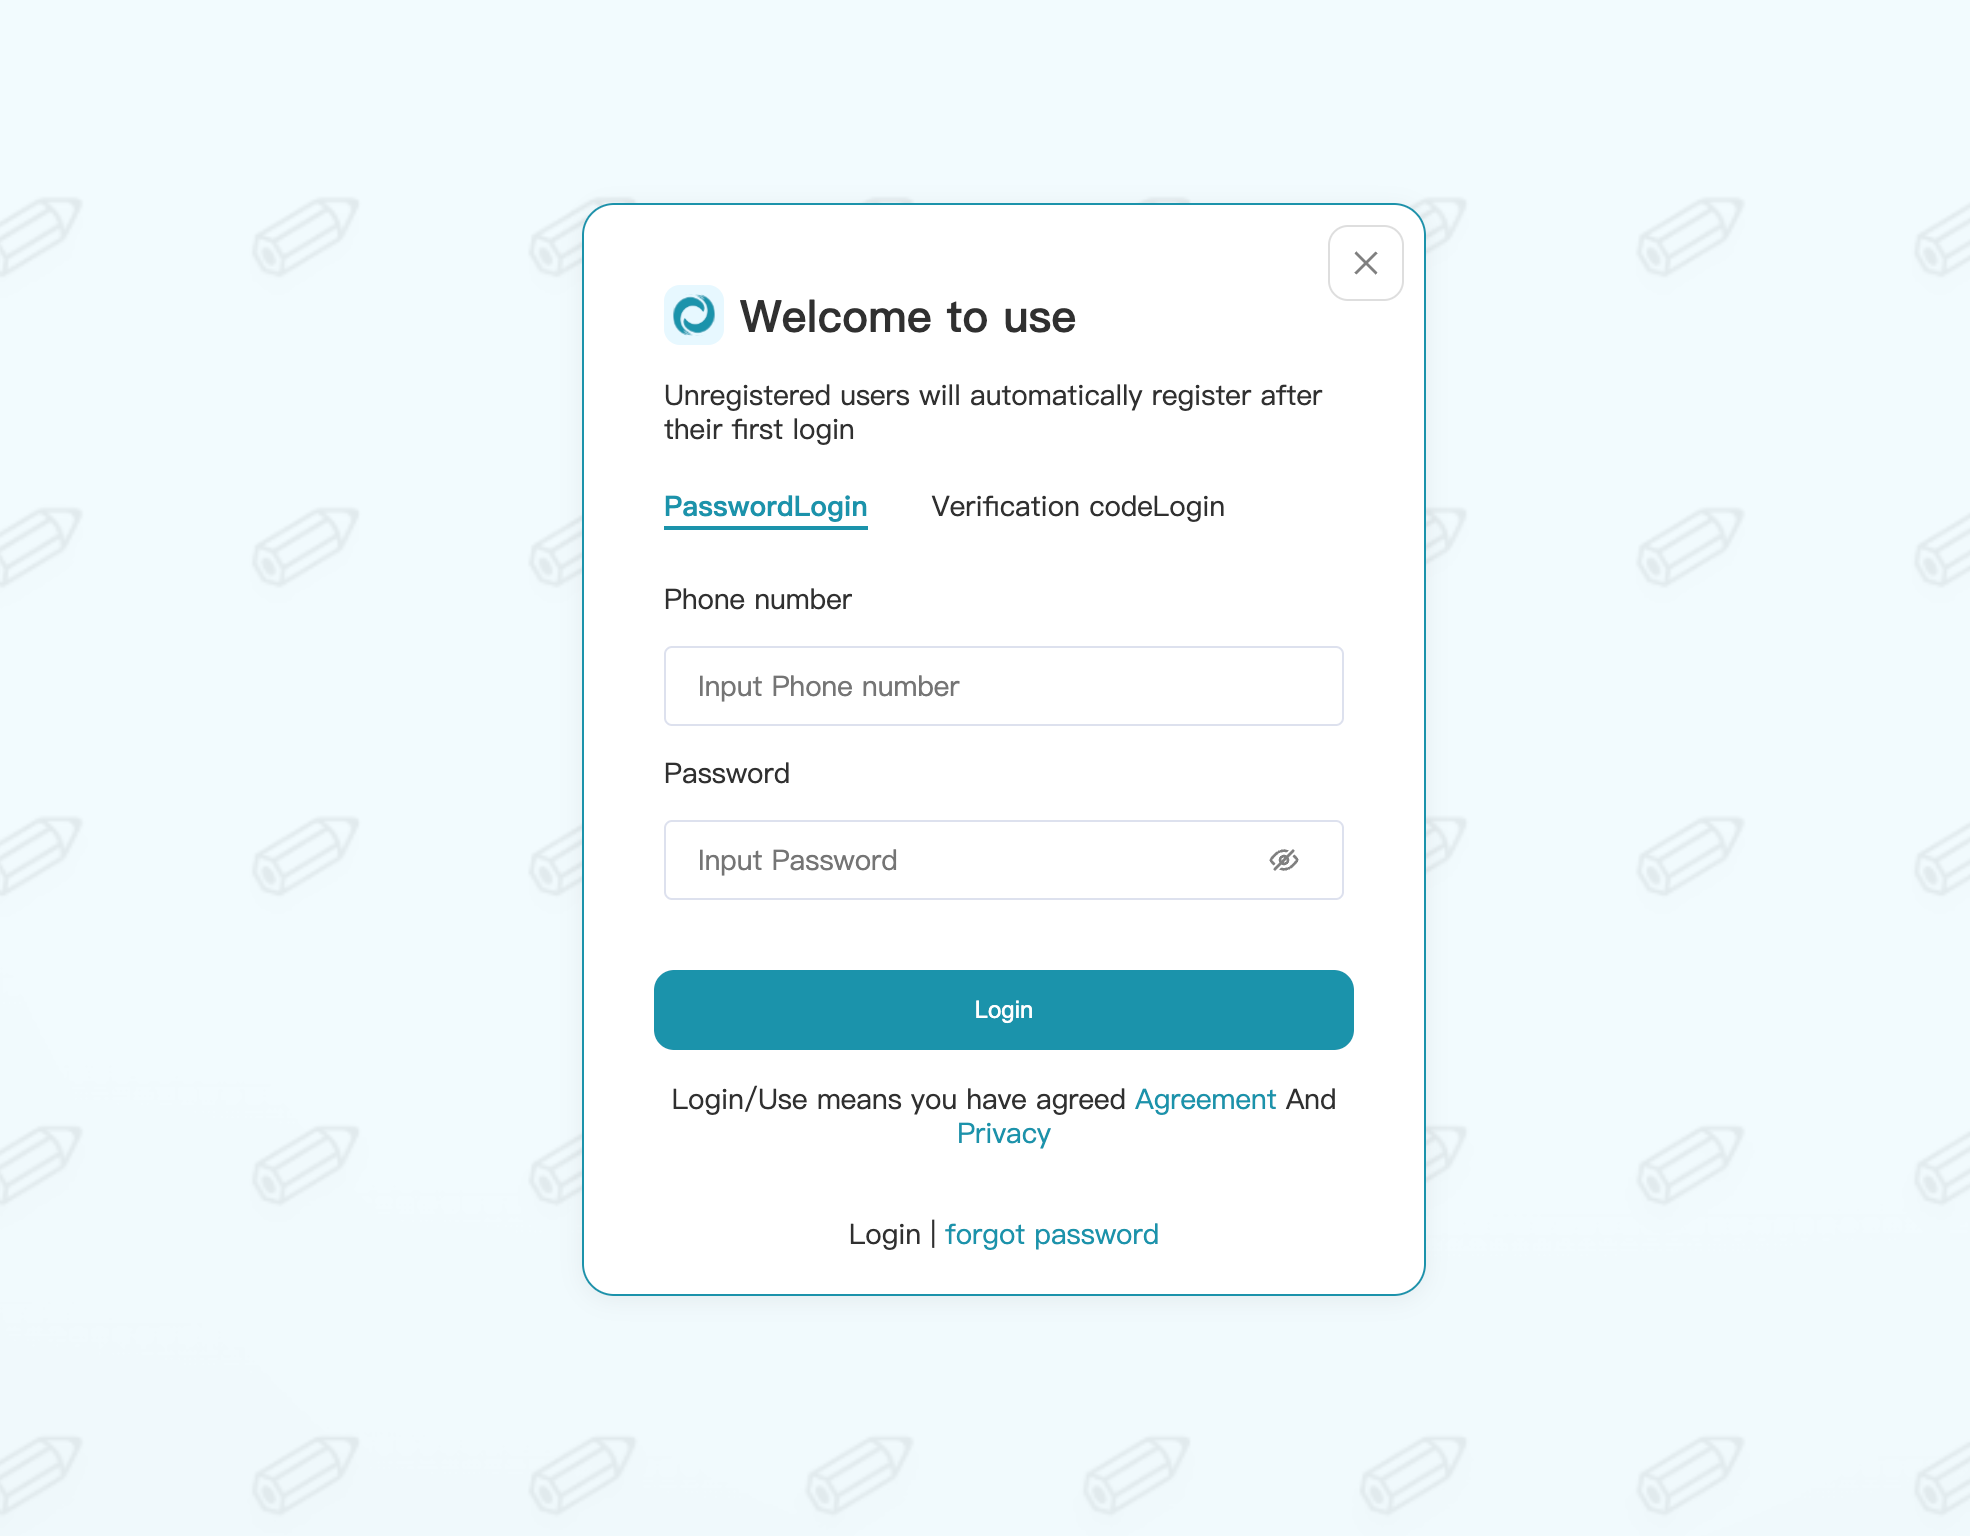 Welcome to use
Unregistered users will automatically register after
their first login
PasswordLogin
Verification codeLogin
Phone number
Input Phone number
Password
Input Password
Login
Login/Use means you have agreed Agreement And
Privacy
Login | forgot password